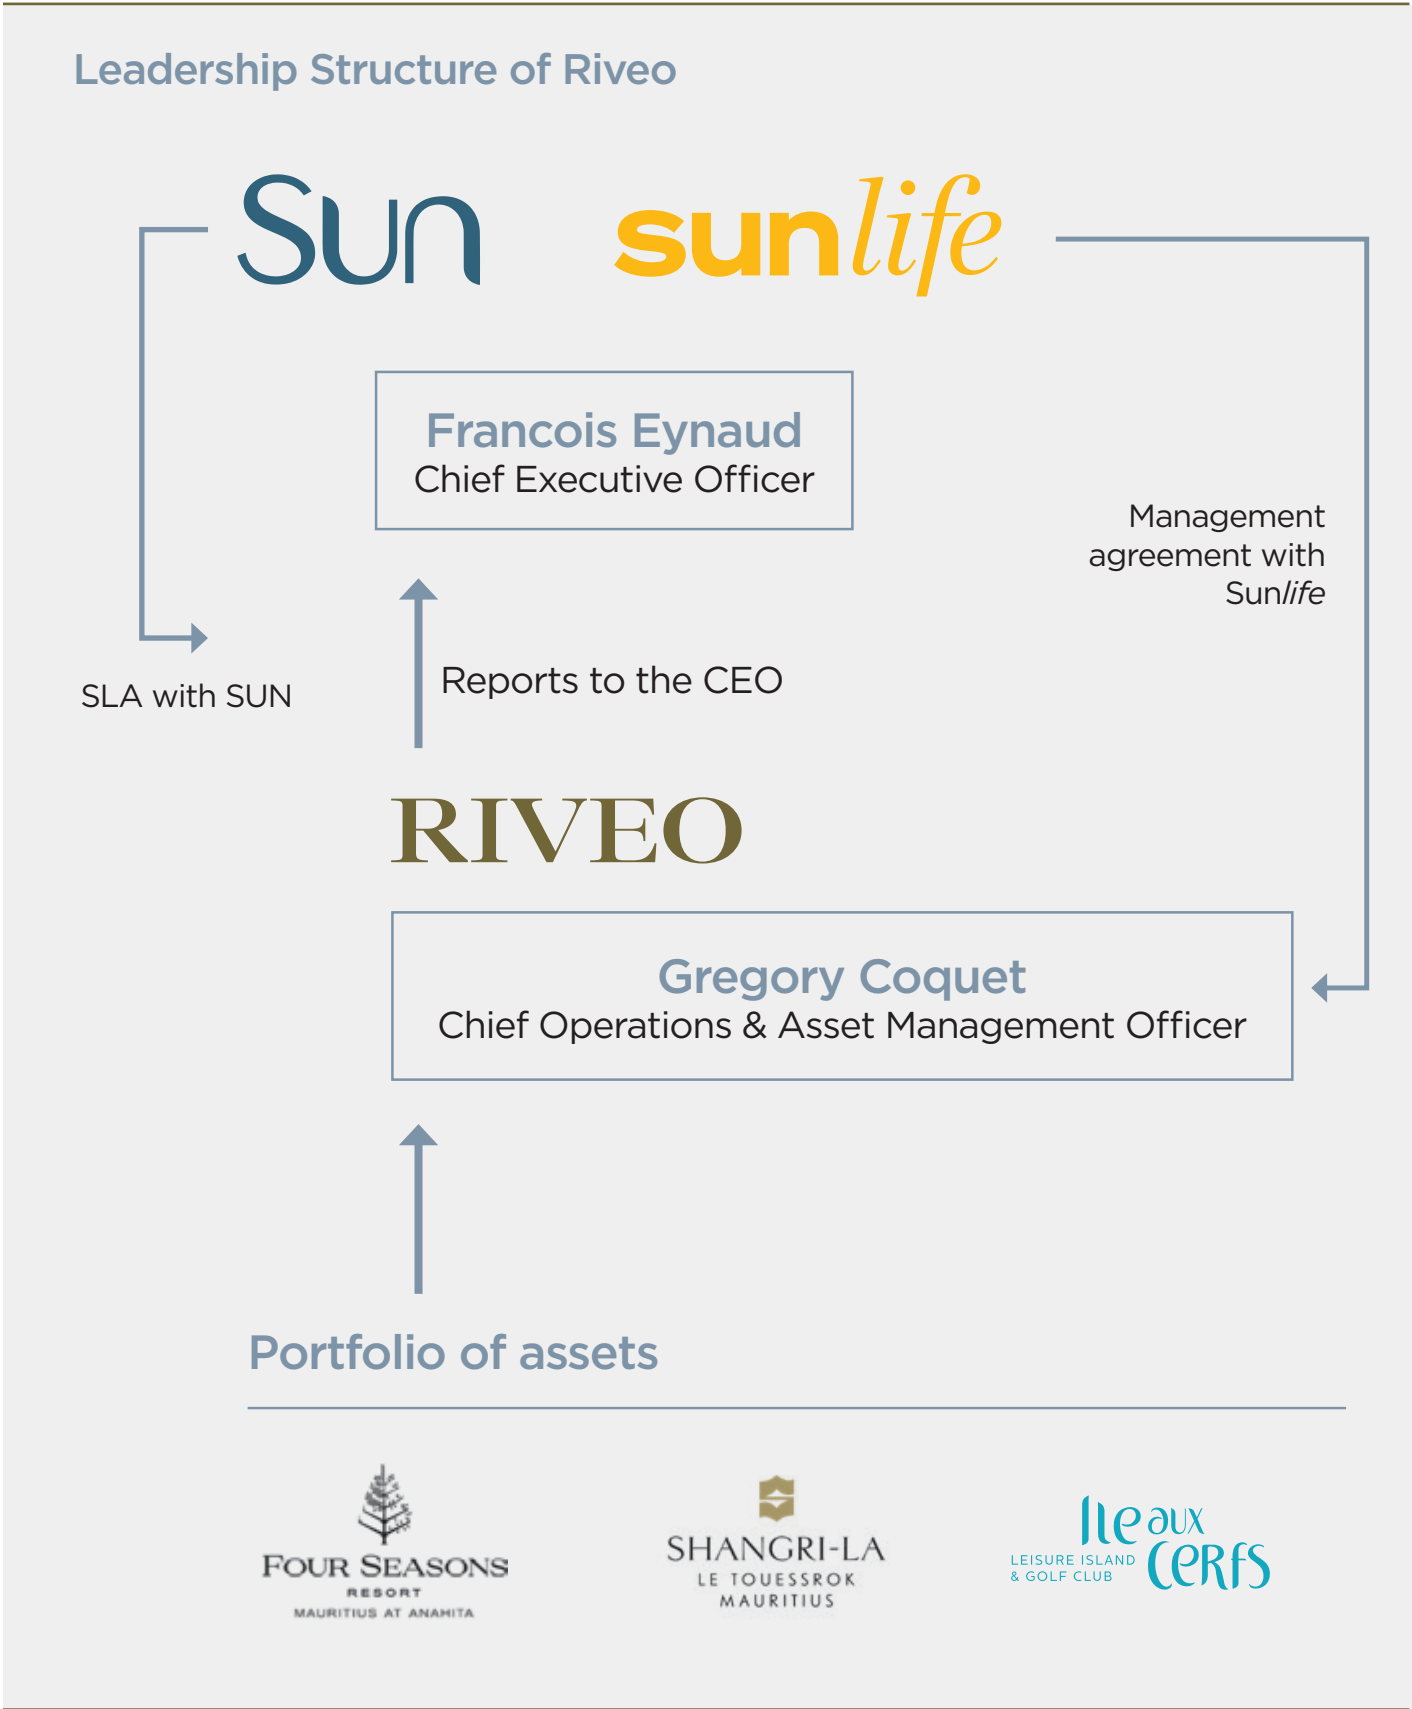 Leadership Structure of Riveo
Sun
sunlife
Francois Eynaud
Chief Executive Officer
Management
agreement with
Sunlife
Reports to the CEO
SLA with SUN
RIVEO
Gregory Coquet
Chief Operations & Asset Management Officer
Portfolio of assets
FOUR SEASONS
RESORT
MAURITIUS AT ANAHITA
SHANGRI-LA
LE TOUESSROK
MAURITIUS
Ile aux
CERFS
LEISURE ISLAND
& GOLF CLUB